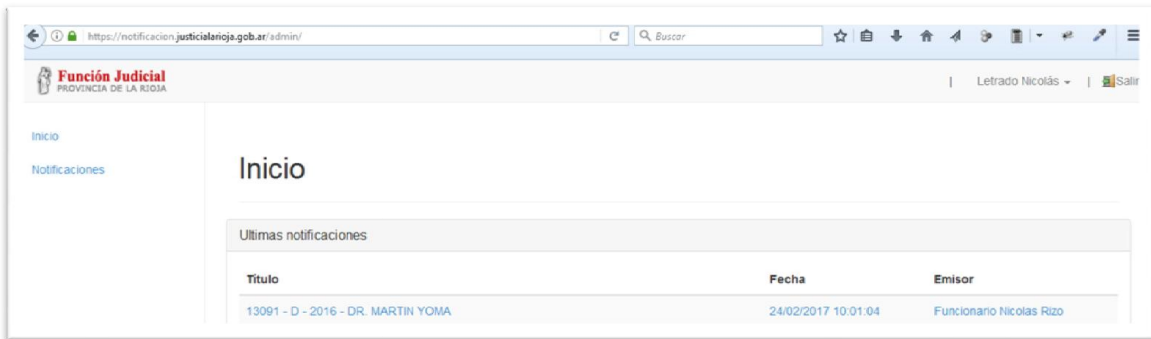 https://notificacion.justicialarioja.gob.ar/admin/
Buscar
Función Judicial
PROVINCIA DE LA RIOJA
| Letrado Nicolás | Salir
Inicio
Notificaciones
Inicio
Ultimas notificaciones
Título Fecha Emisor
13091 - D - 2016 - DR. MARTIN YOMA 24/02/2017 10:01:04 Funcionario Nicolas Rizo